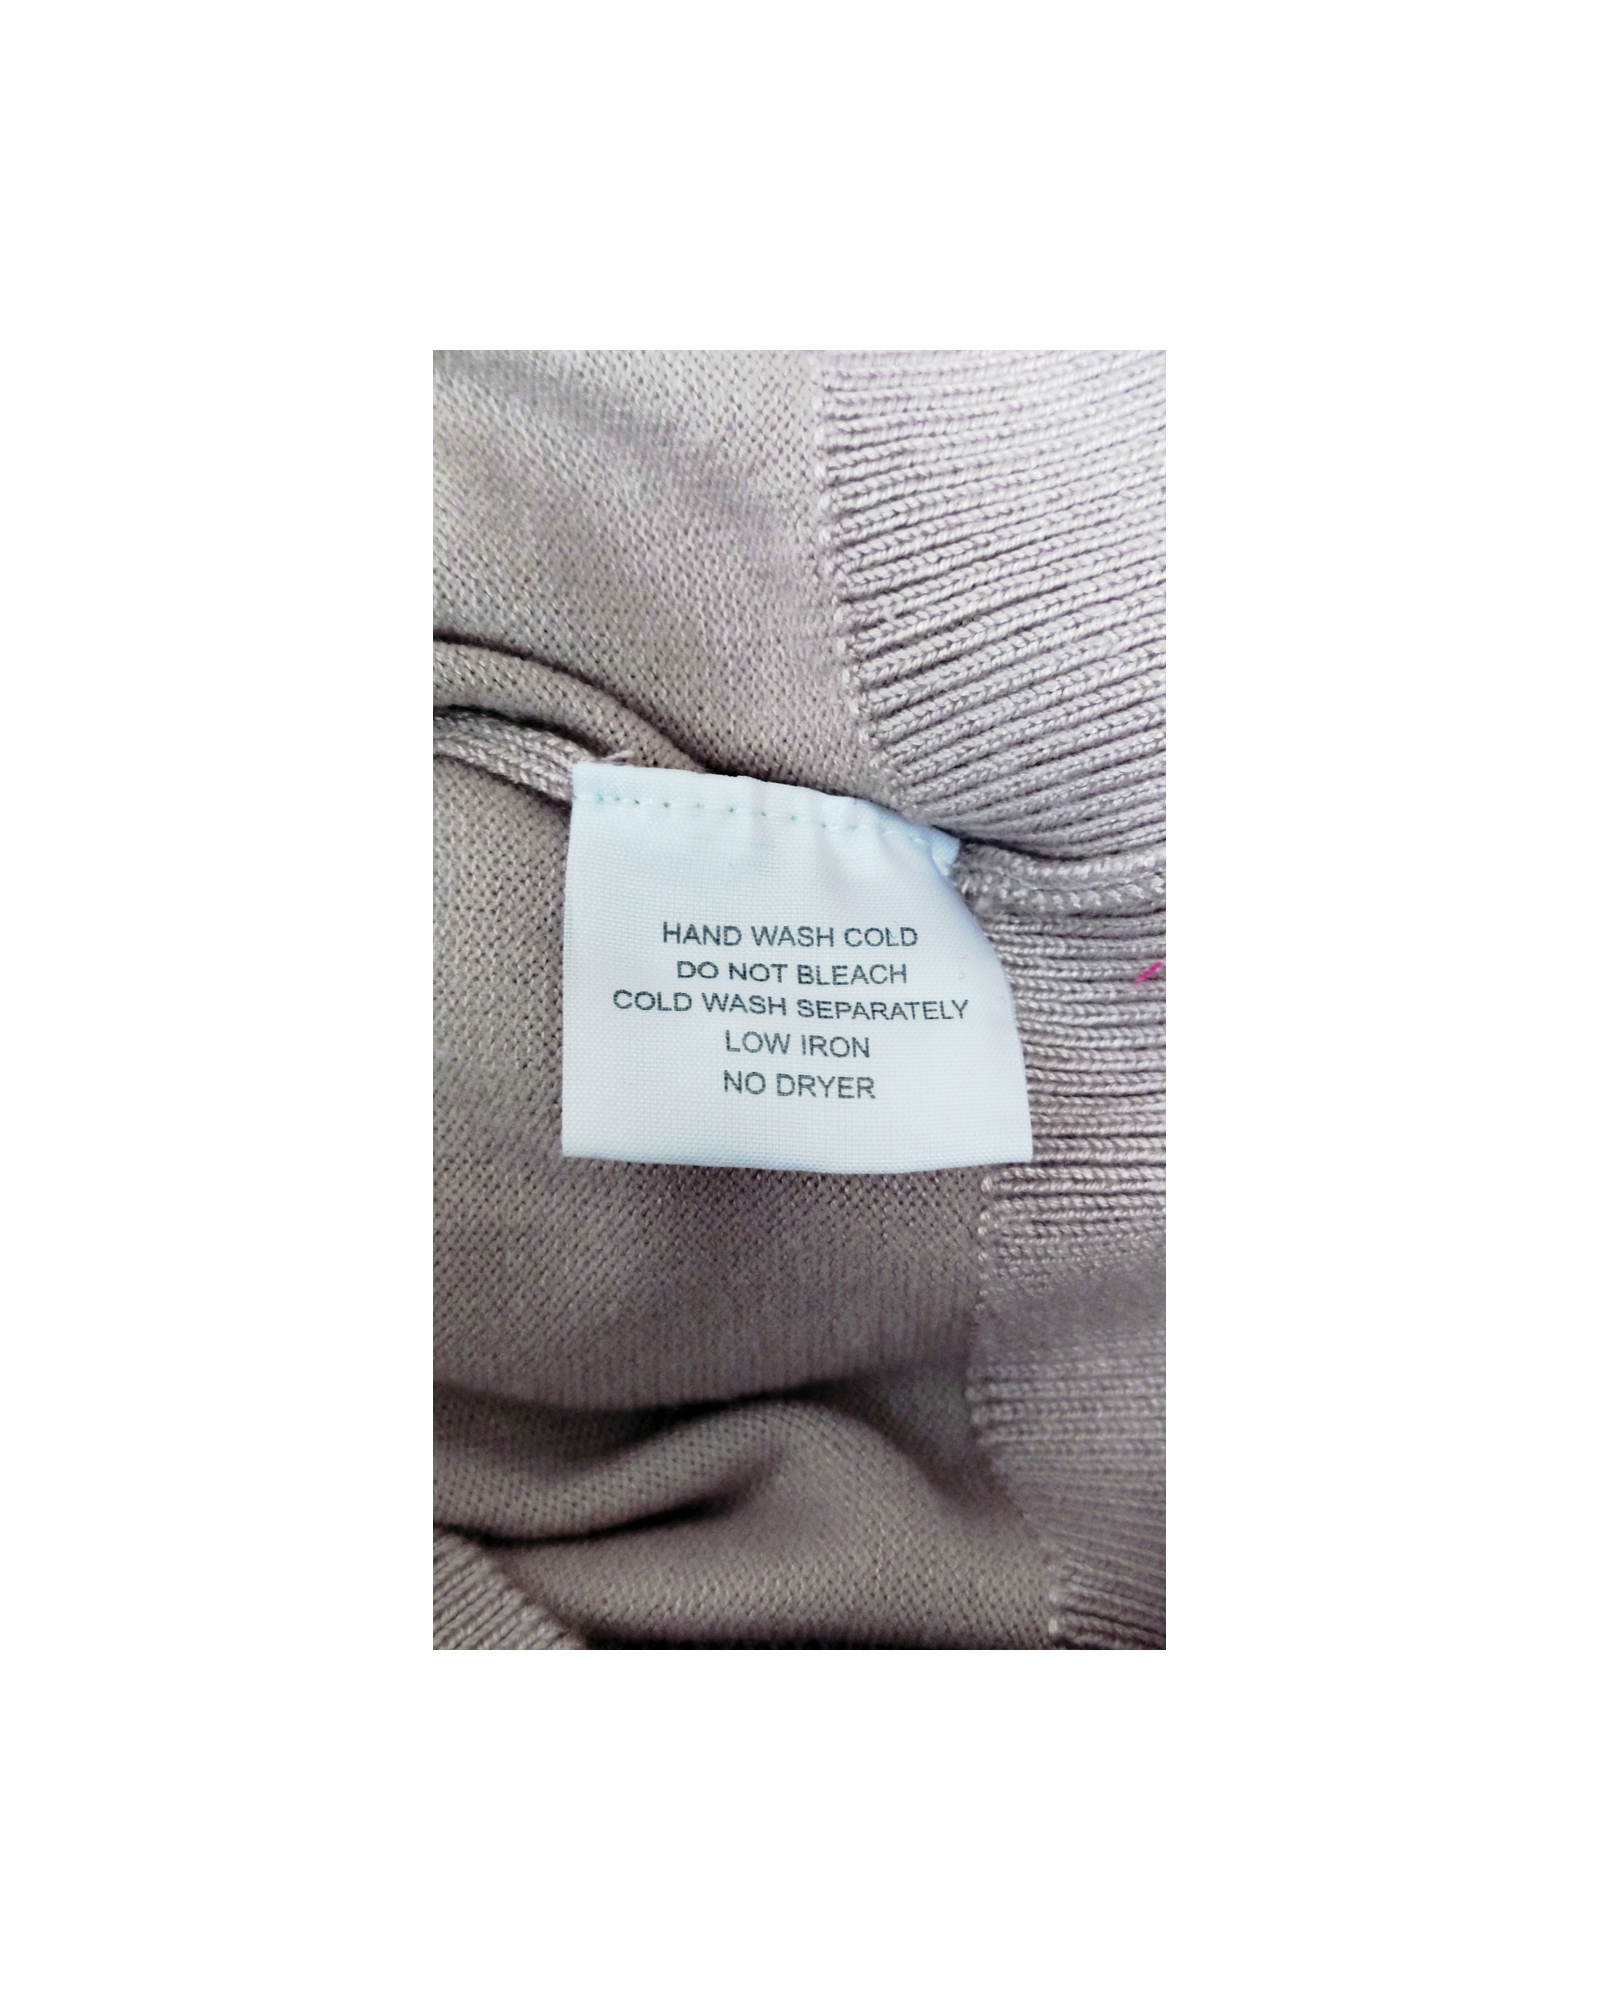 HAND WASH COLD
DO NOT BLEACH
COLD WASH SEPARATELY
LOW IRON
NO DRYER